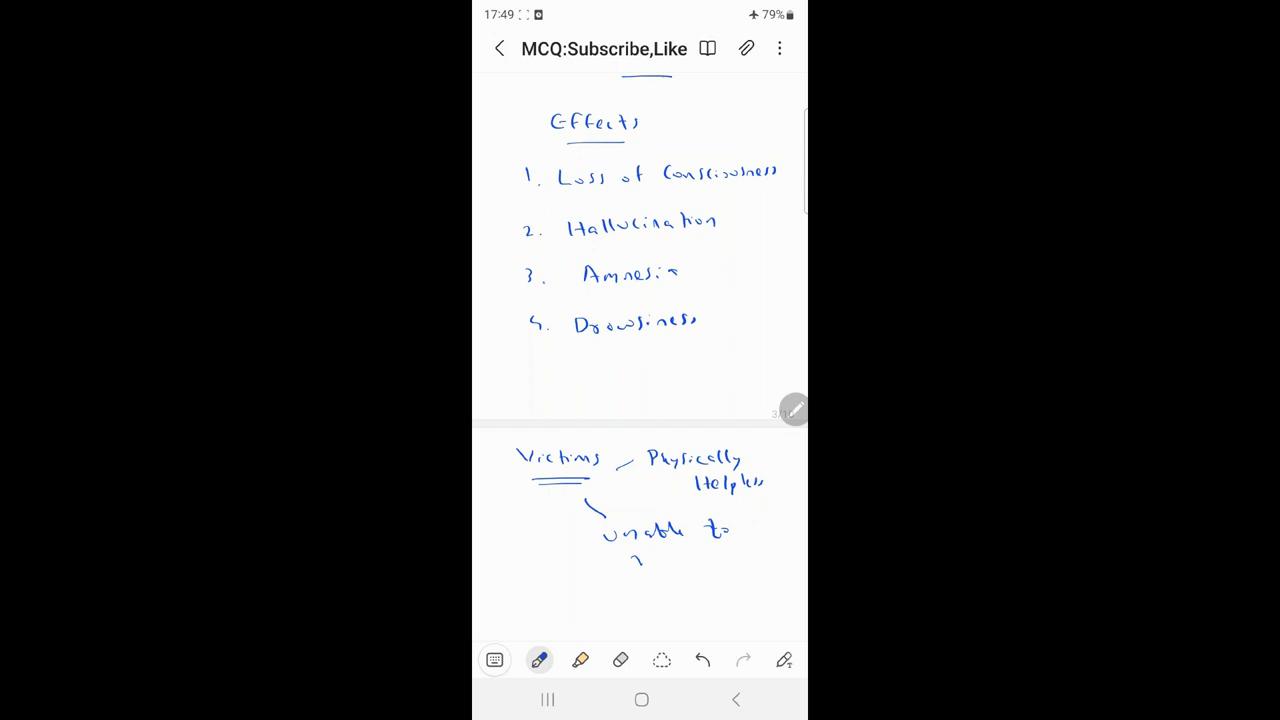 17:49 79%
MCQ:Subscribe,Like
Effects
1. Loss of Consciousness
2. Hallucination
3. Amnesia
4. Drowsiness
Victims Physically
Helpless
unable to